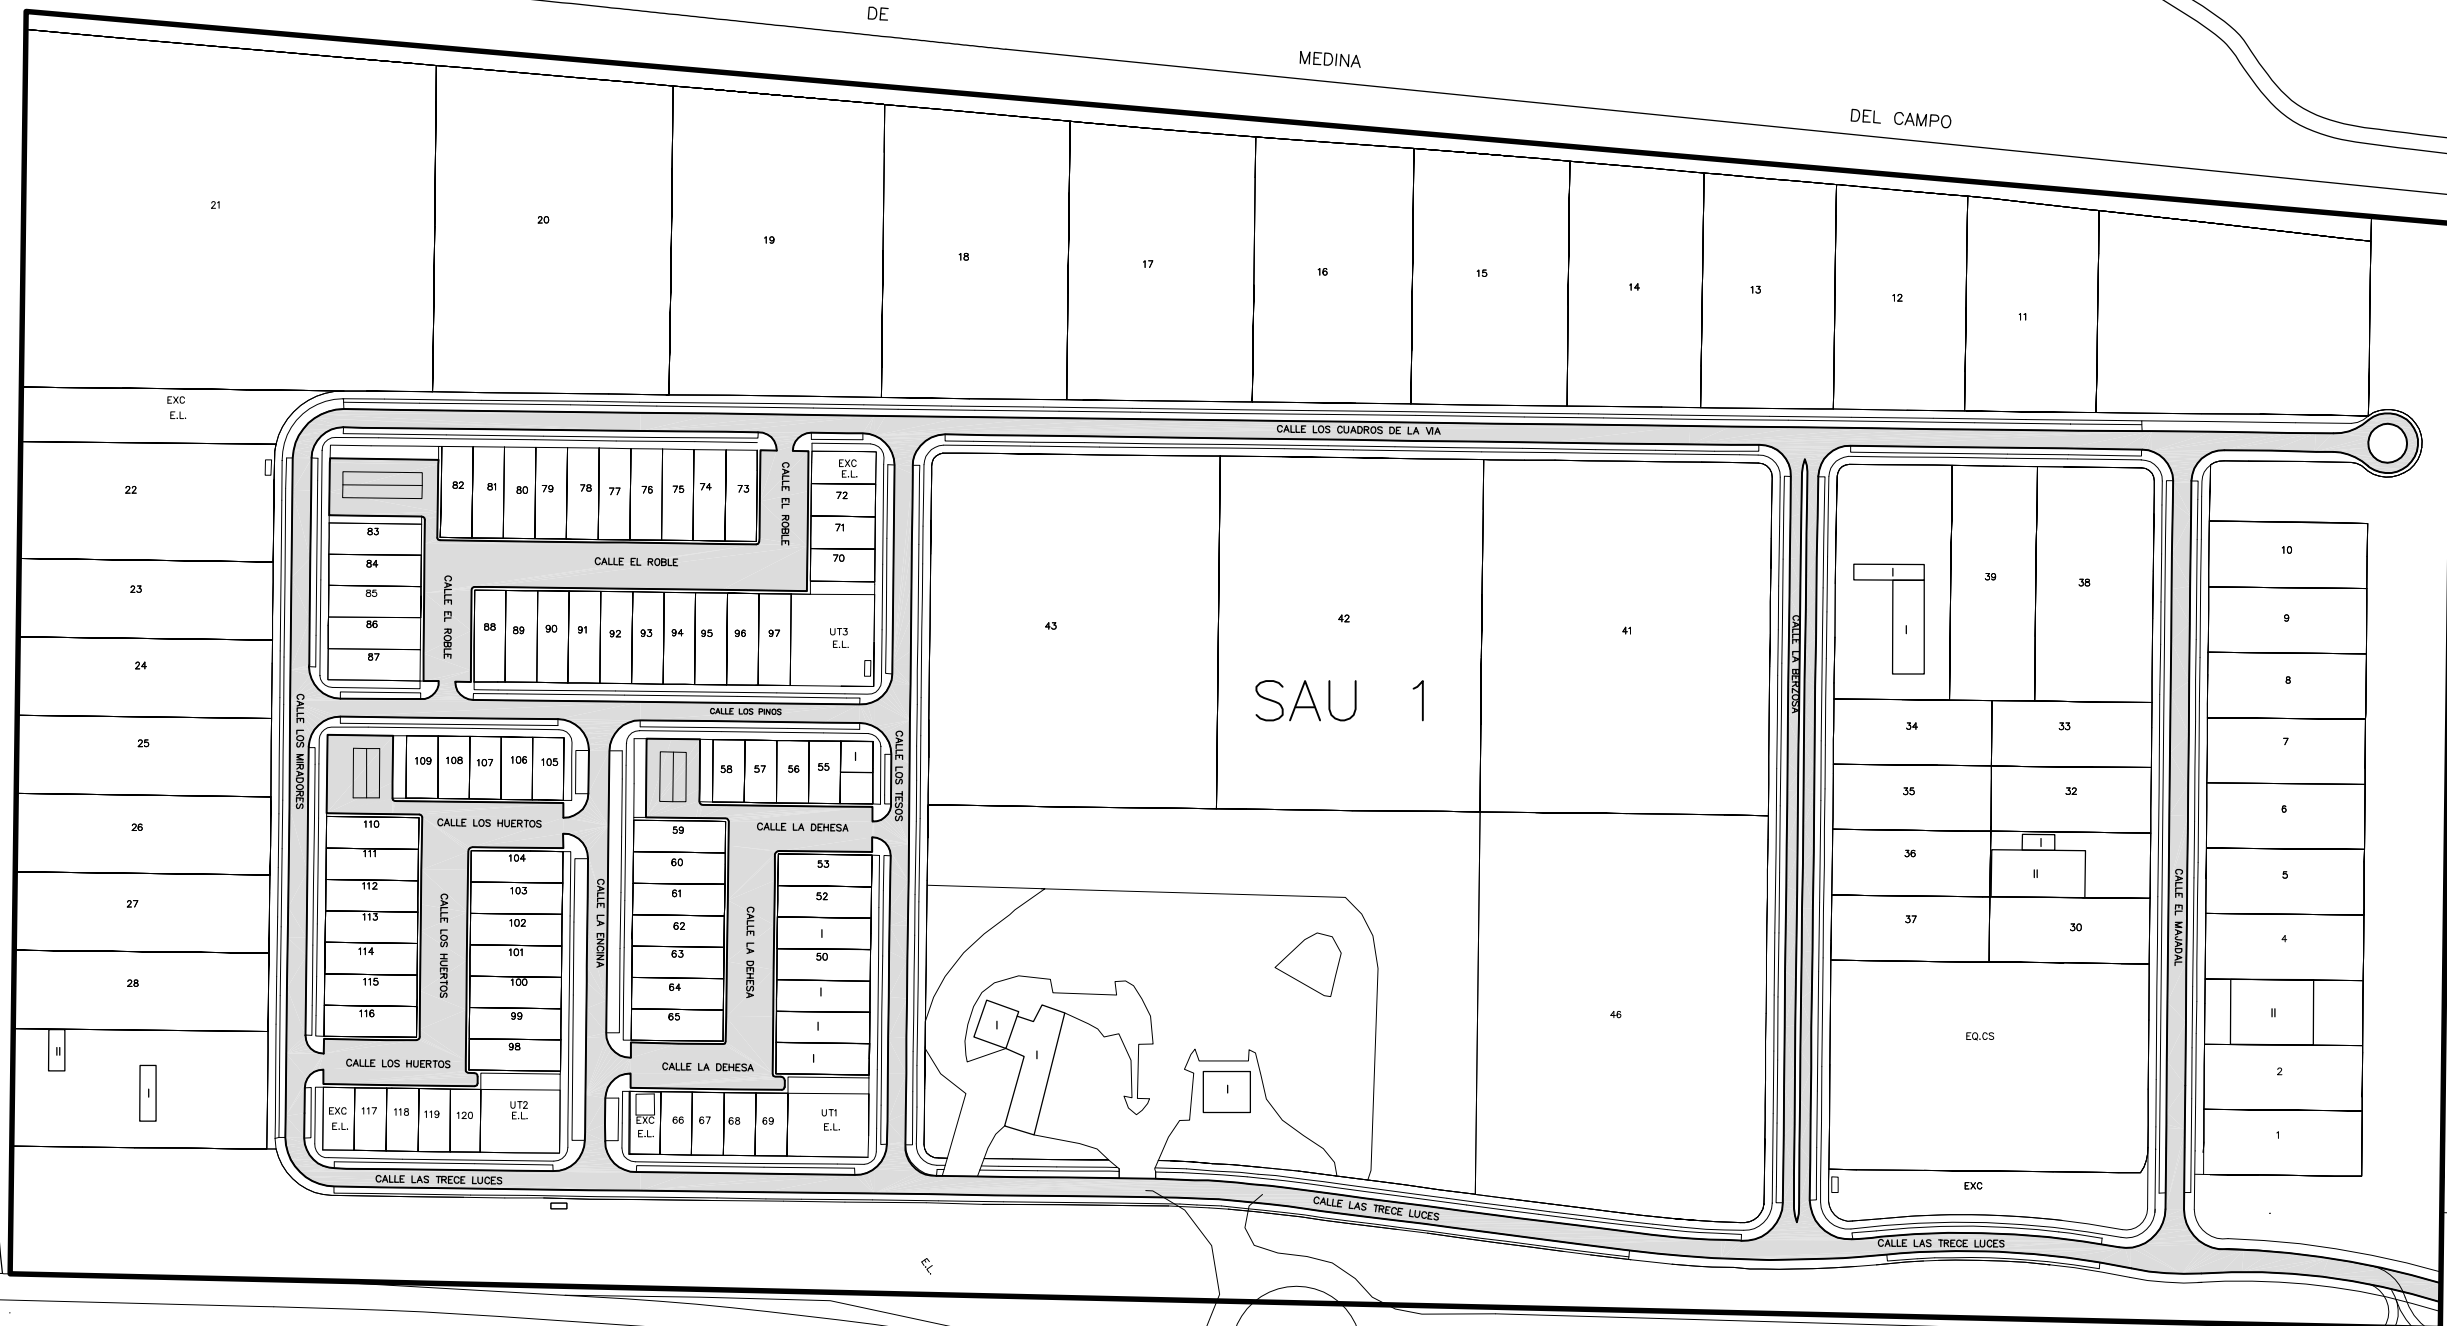 DE
MEDINA
DEL CAMPO
21
20
19
18
17
16
15
14
13
12
11
EXC
E.L.
CALLE LOS CUADROS DE LA VIA
22
23
24
25
26
27
28
II
I
CALLE LOS MIRADORES
82
81
80
79
78
77
76
75
74
73
CALLE EL ROBLE
EXC
E.L.
72
71
70
83
84
85
86
87
CALLE EL ROBLE
CALLE EL ROBLE
88
89
90
91
92
93
94
95
96
97
UT3
E.L.
CALLE LOS PINOS
CALLE LOS TESOS
109
108
107
106
105
CALLE LOS HUERTOS
110
111
112
113
114
115
116
CALLE LOS HUERTOS
104
103
102
101
100
99
98
CALLE LOS HUERTOS
EXC
E.L.
117
118
119
120
UT2
E.L.
CALLE LA ENCINA
58
57
56
55
I
CALLE LA DEHESA
59
60
61
62
63
64
65
CALLE LA DEHESA
53
52
I
50
I
I
I
CALLE LA DEHESA
EXC
E.L.
66
67
68
69
UT1
E.L.
CALLE LAS TRECE LUCES
43
42
41
SAU 1
46
I
I
I
CALLE LAS TRECE LUCES
E.L.
CALLE LA BERZOSA
I
I
39
38
34
33
35
32
36
I
II
37
30
EQ.CS
EXC
CALLE LAS TRECE LUCES
CALLE EL MAJADAL
10
9
8
7
6
5
4
II
2
1